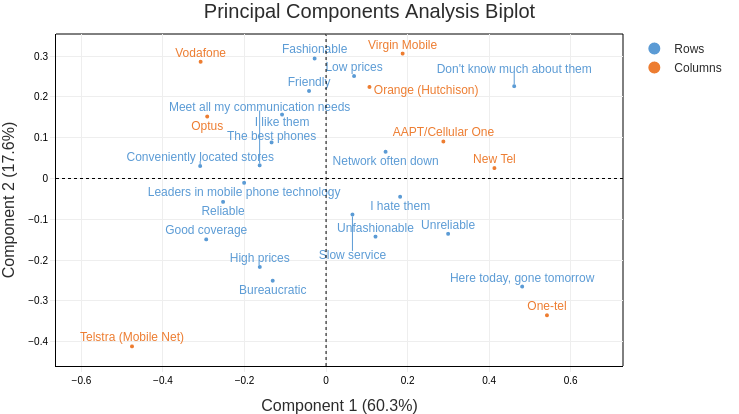 Principal Components Analysis Biplot
Rows
Columns
Component 2 (17.6%)
0.3
0.2
0.1
0
−0.1
−0.2
−0.3
−0.4
Vodafone
Fashionable
Virgin Mobile
Low prices
Don't know much about them
Friendly
Orange (Hutchison)
Meet all my communication needs
Optus
I like them
The best phones
AAPT/Cellular One
Conveniently located stores
Network often down
New Tel
Leaders in mobile phone technology
Reliable
I hate them
Good coverage
Unfashionable
Unreliable
High prices
Slow service
Bureaucratic
Here today, gone tomorrow
One-tel
Telstra (Mobile Net)
−0.6
−0.4
−0.2
0
0.2
0.4
0.6
Component 1 (60.3%)